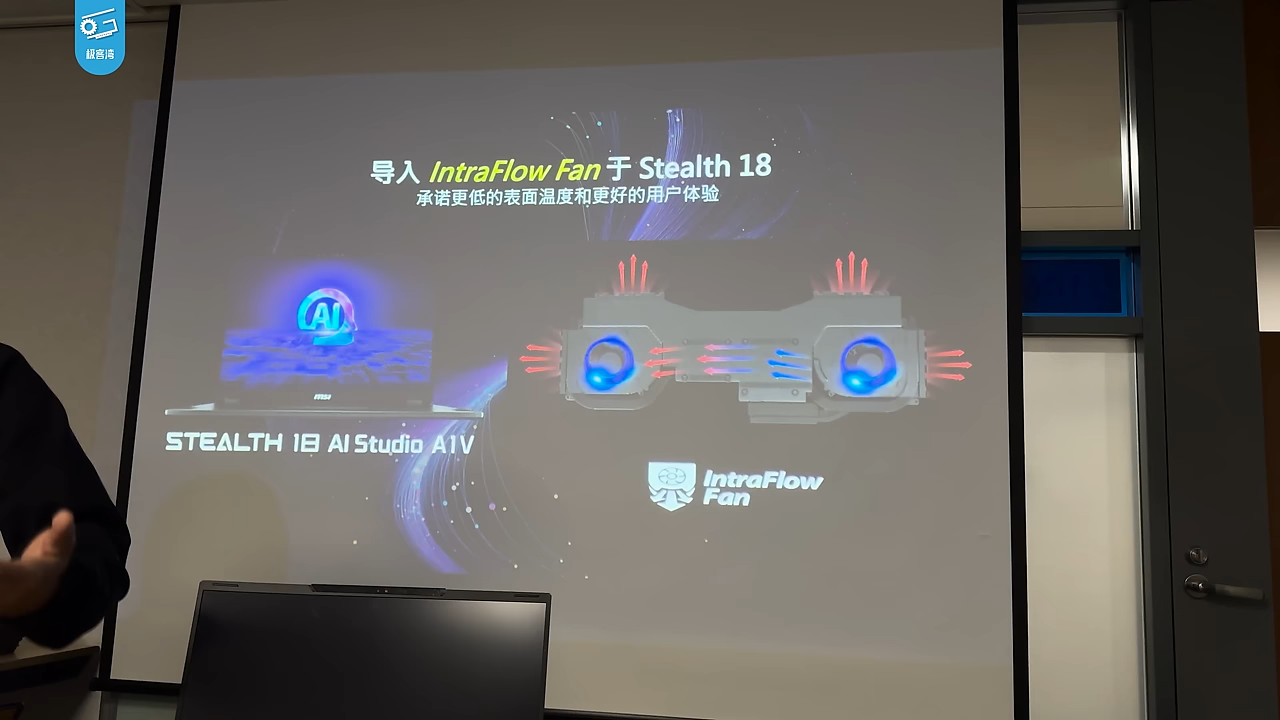 极客湾
导入 IntraFlow Fan 于 Stealth 18
承诺更低的表面温度和更好的用户体验
AI
msi
STEALTH 18 AI Studio A1V
IntraFlow
Fan